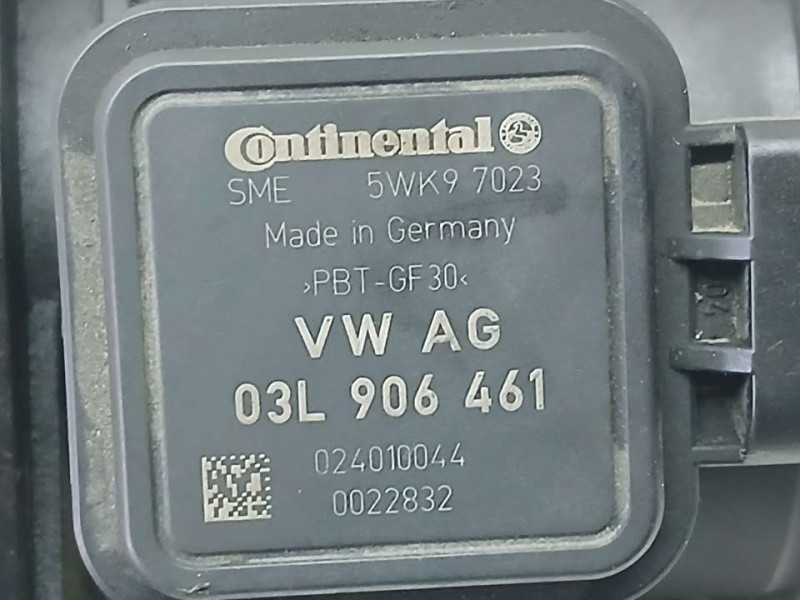 Continental
SME 5WK9 7023
Made in Germany
›PBT-GF30‹
VW AG
03L 906 461
024010044
0022832